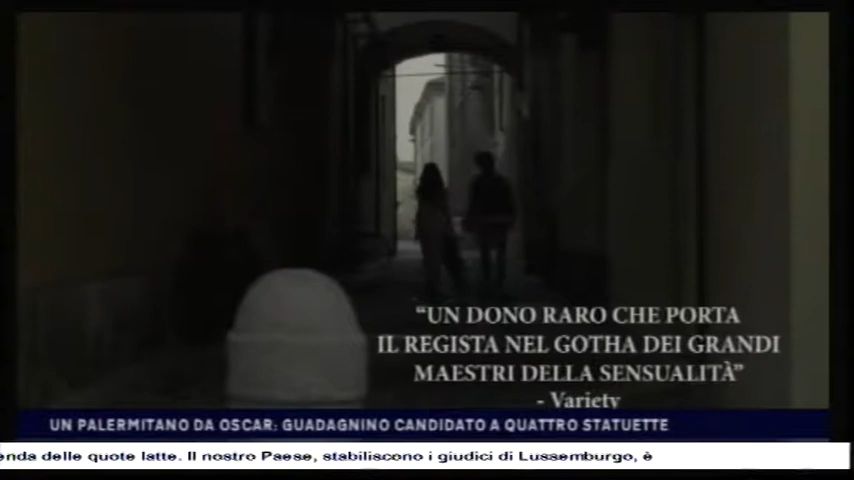 “UN DONO RARO CHE PORTA
IL REGISTA NEL GOTHA DEI GRANDI
MAESTRI DELLA SENSUALITÀ”
- Variety
UN PALERMITANO DA OSCAR: GUADAGNINO CANDIDATO A QUATTRO STATUETTE
enda delle quote latte. Il nostro Paese, stabiliscono i giudici di Lussemburgo, è